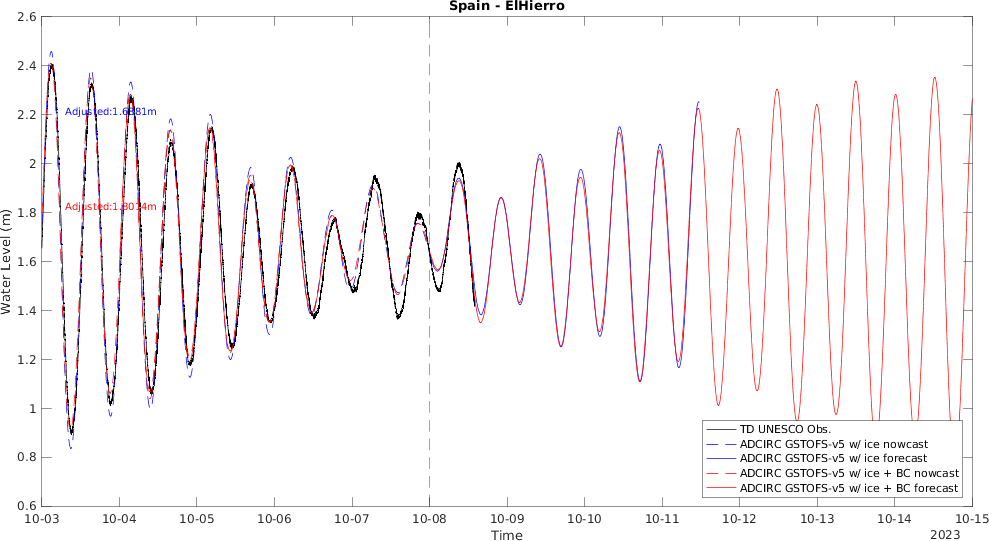 Spain - ElHierro
2.6
2.4
2.2
2
1.8
1.6
1.4
1.2
1
0.8
0.6
Water Level (m)
Adjusted:1.6881m
Adjusted:1.8014m
TD UNESCO Obs.
ADCIRC GSTOFS-v5 w/ ice nowcast
ADCIRC GSTOFS-v5 w/ ice forecast
ADCIRC GSTOFS-v5 w/ ice + BC nowcast
ADCIRC GSTOFS-v5 w/ ice + BC forecast
10-03 10-04 10-05 10-06 10-07 10-08 10-09 10-10 10-11 10-12 10-13 10-14 10-15
Time
2023